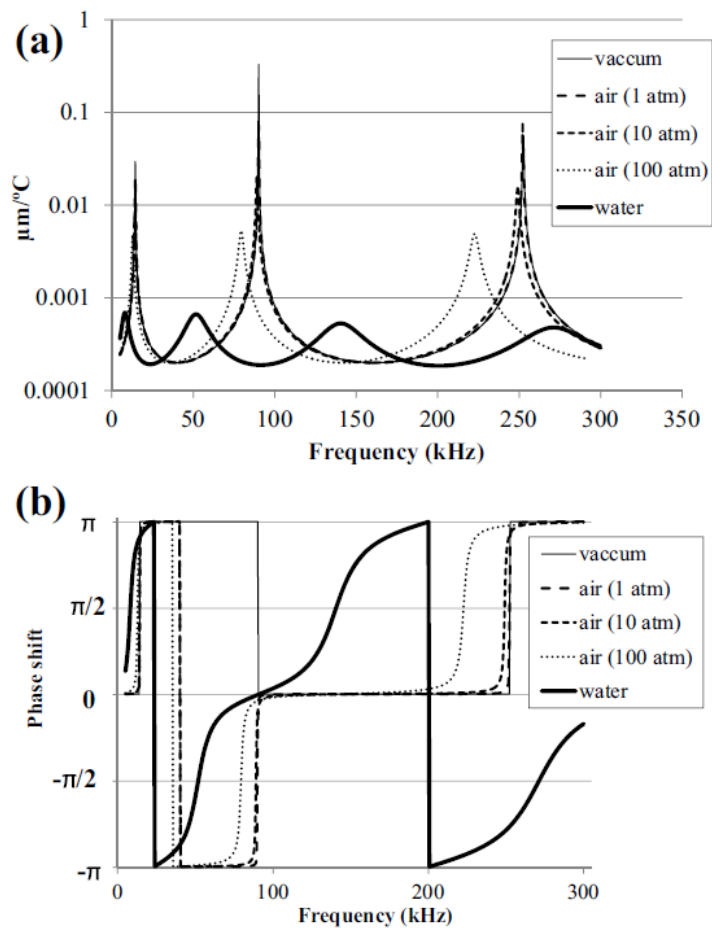 (a)
1
0.1
0.01
0.001
0.0001
μm/ºC
0 50 100 150 200 250 300 350
Frequency (kHz)
vaccum
air (1 atm)
air (10 atm)
air (100 atm)
water
(b)
π
π/2
0
-π/2
-π
Phase shift
0 100 200 300
Frequency (kHz)
vaccum
air (1 atm)
air (10 atm)
air (100 atm)
water